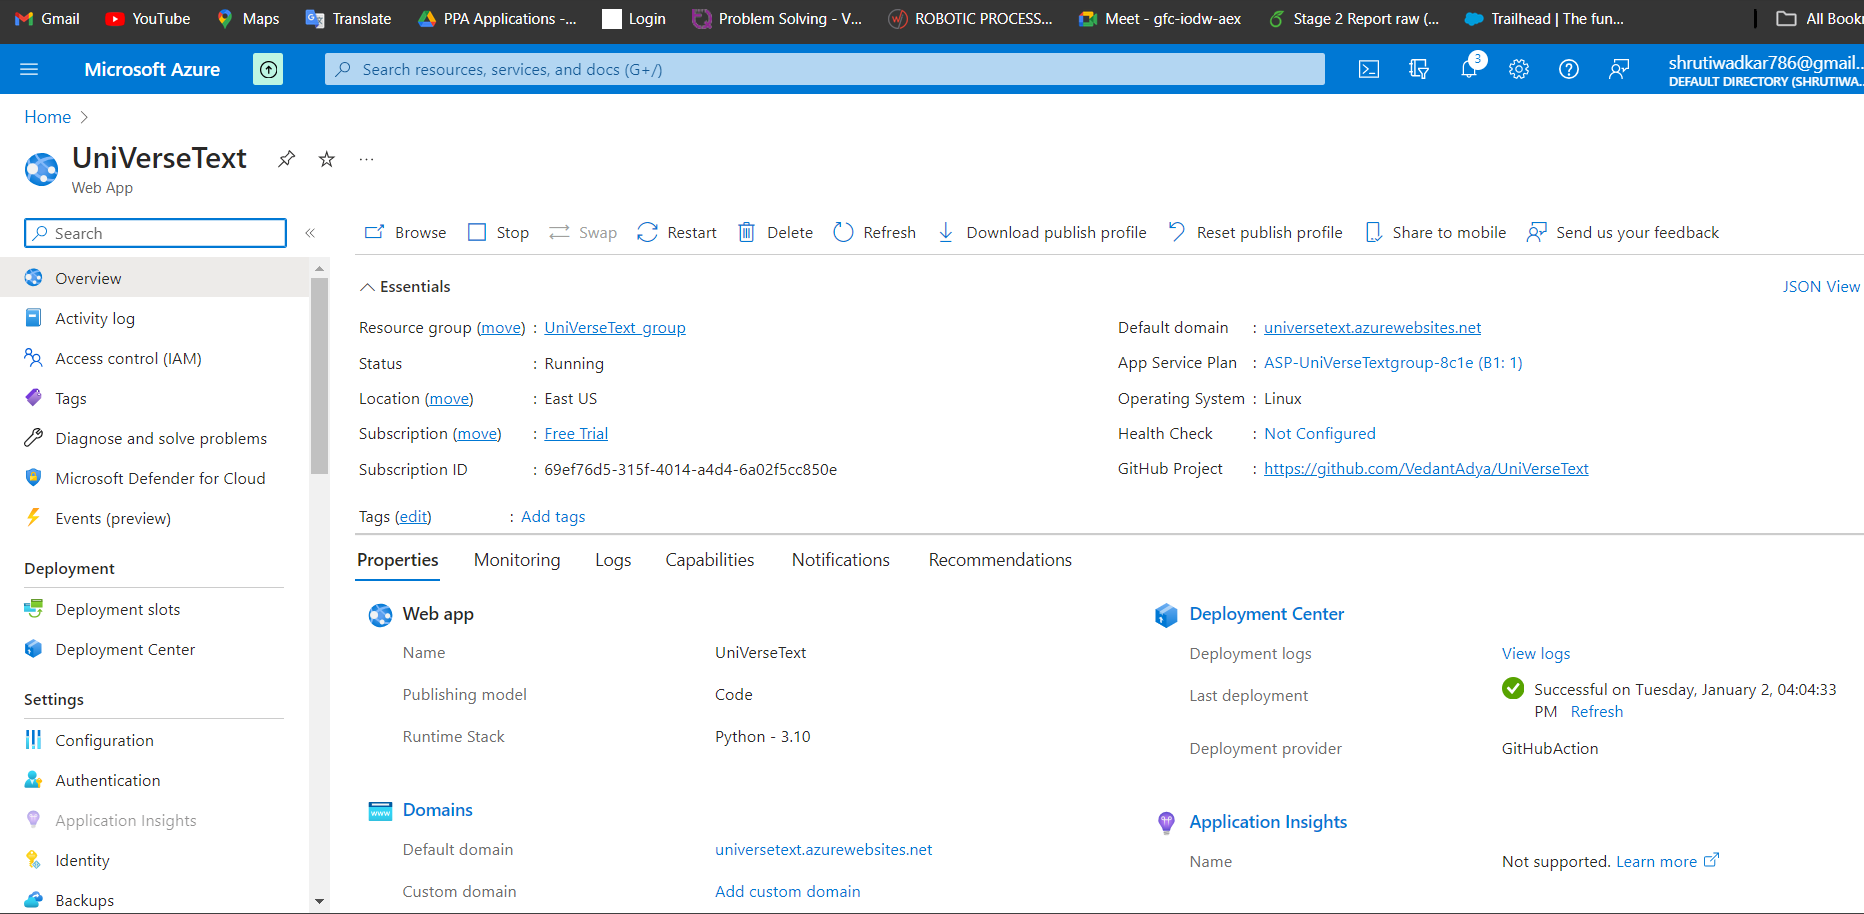 Gmail YouTube Maps Translate PPA Applications -... Login Problem Solving - V... ROBOTIC PROCESS... Meet - gfc-iodw-aex Stage 2 Report raw (... Trailhead | The fun... All Book
Microsoft Azure Search resources, services, and docs (G+/) 3 shrutiwadkar786@gmail...
DEFAULT DIRECTORY (SHRUTIWA...
Home >
UniVerseText ...
Web App
Search «
Browse Stop Swap Restart Delete Refresh Download publish profile Reset publish profile Share to mobile Send us your feedback
Overview
Activity log
Access control (IAM)
Tags
Diagnose and solve problems
Microsoft Defender for Cloud
Events (preview)
Deployment
Deployment slots
Deployment Center
Settings
Configuration
Authentication
Application Insights
Identity
Backups
Essentials JSON View
Resource group (move) : UniVerseText_group
Status : Running
Location (move) : East US
Subscription (move) : Free Trial
Subscription ID : 69ef76d5-315f-4014-a4d4-6a02f5cc850e
Default domain : universetext.azurewebsites.net
App Service Plan : ASP-UniVerseTextgroup-8c1e (B1: 1)
Operating System : Linux
Health Check : Not Configured
GitHub Project : https://github.com/VedantAdya/UniVerseText
Tags (edit) : Add tags
Properties Monitoring Logs Capabilities Notifications Recommendations
Web app
Name UniVerseText
Publishing model Code
Runtime Stack Python - 3.10
Domains
www
Default domain universetext.azurewebsites.net
Custom domain Add custom domain
Deployment Center
Deployment logs View logs
Last deployment Successful on Tuesday, January 2, 04:04:33
PM Refresh
Deployment provider GitHubAction
Application Insights
Name Not supported. Learn more